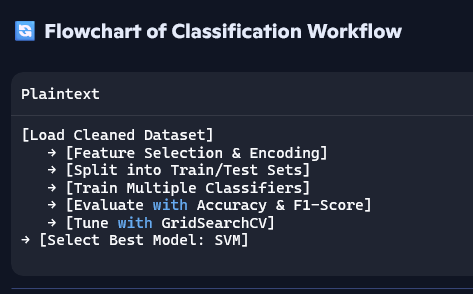 🔄 Flowchart of Classification Workflow
Plaintext
[Load Cleaned Dataset]
   → [Feature Selection & Encoding]
   → [Split into Train/Test Sets]
   → [Train Multiple Classifiers]
   → [Evaluate with Accuracy & F1-Score]
   → [Tune with GridSearchCV]
→ [Select Best Model: SVM]